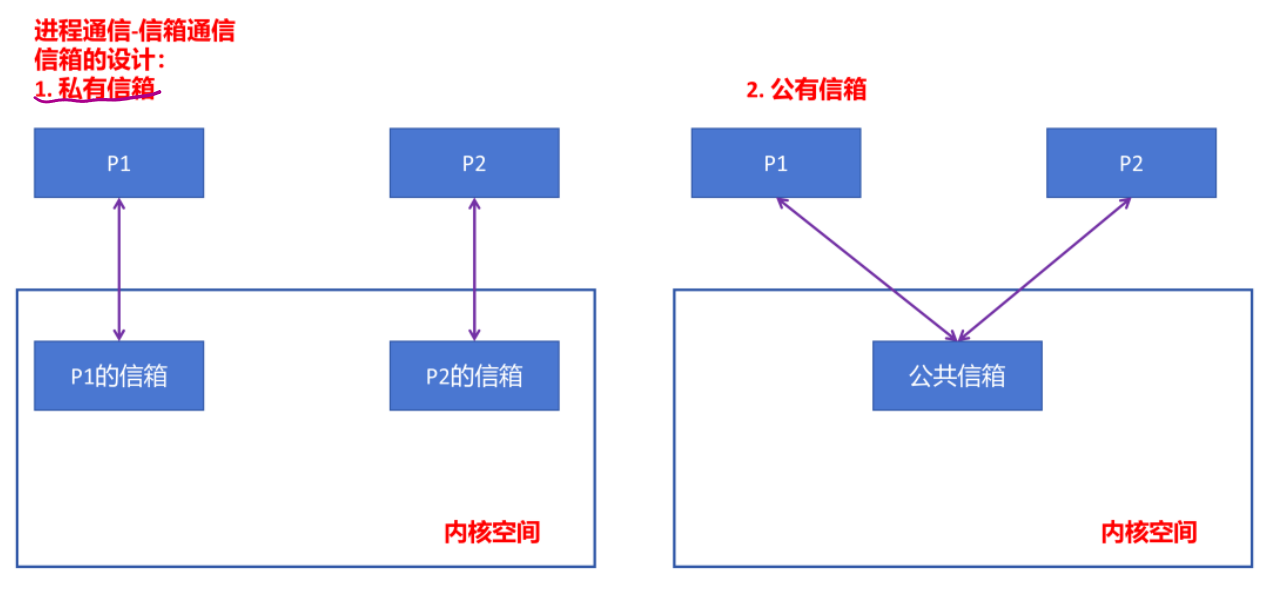 进程通信-信箱通信
信箱的设计：
1. 私有信箱
2. 公有信箱
P1
P2
P1
P2
P1的信箱
P2的信箱
公共信箱
内核空间
内核空间